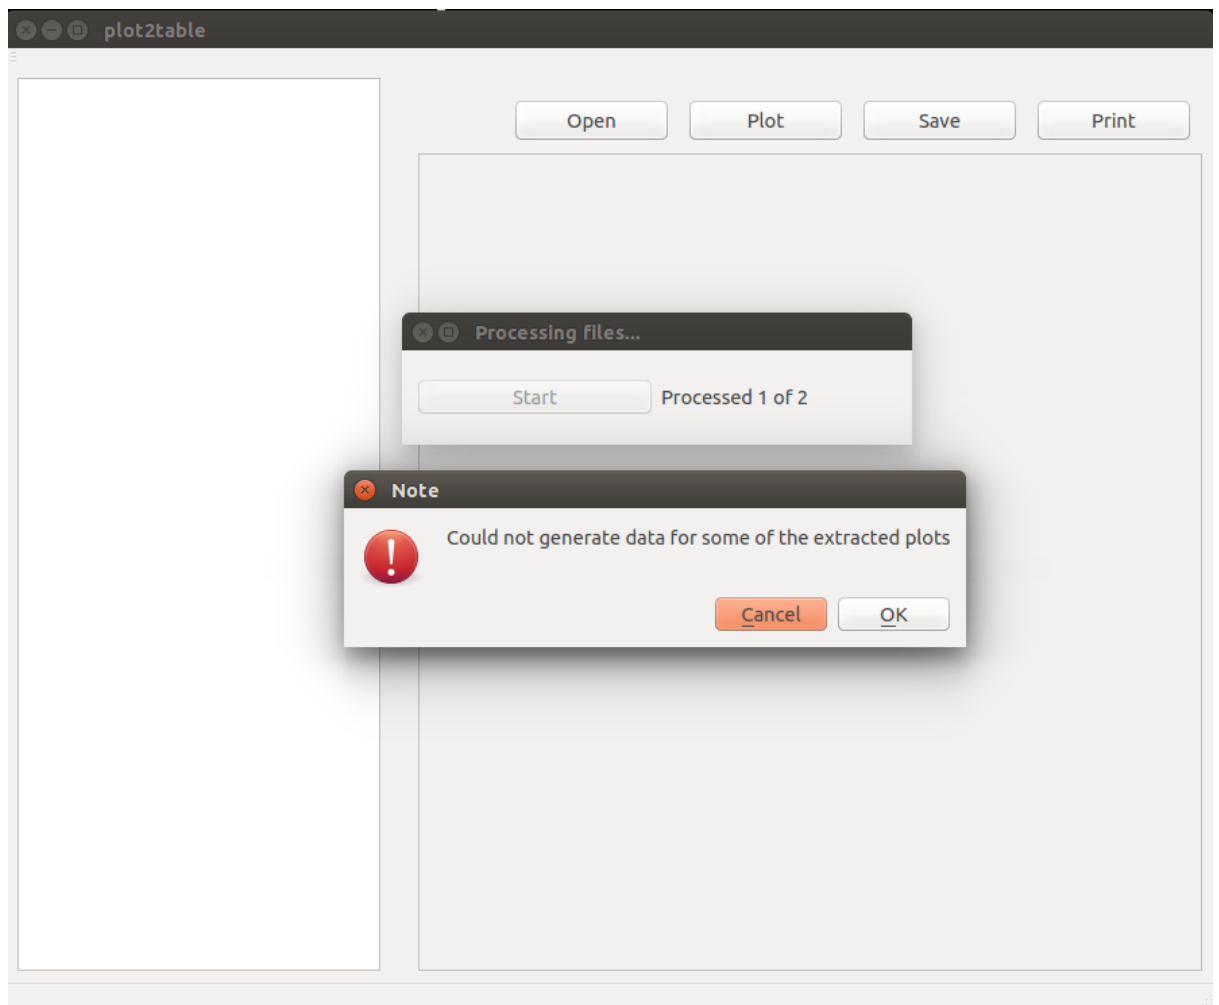 plot2table
Open Plot Save Print
Processing files...
Start Processed 1 of 2
Note
Could not generate data for some of the extracted plots
Cancel OK